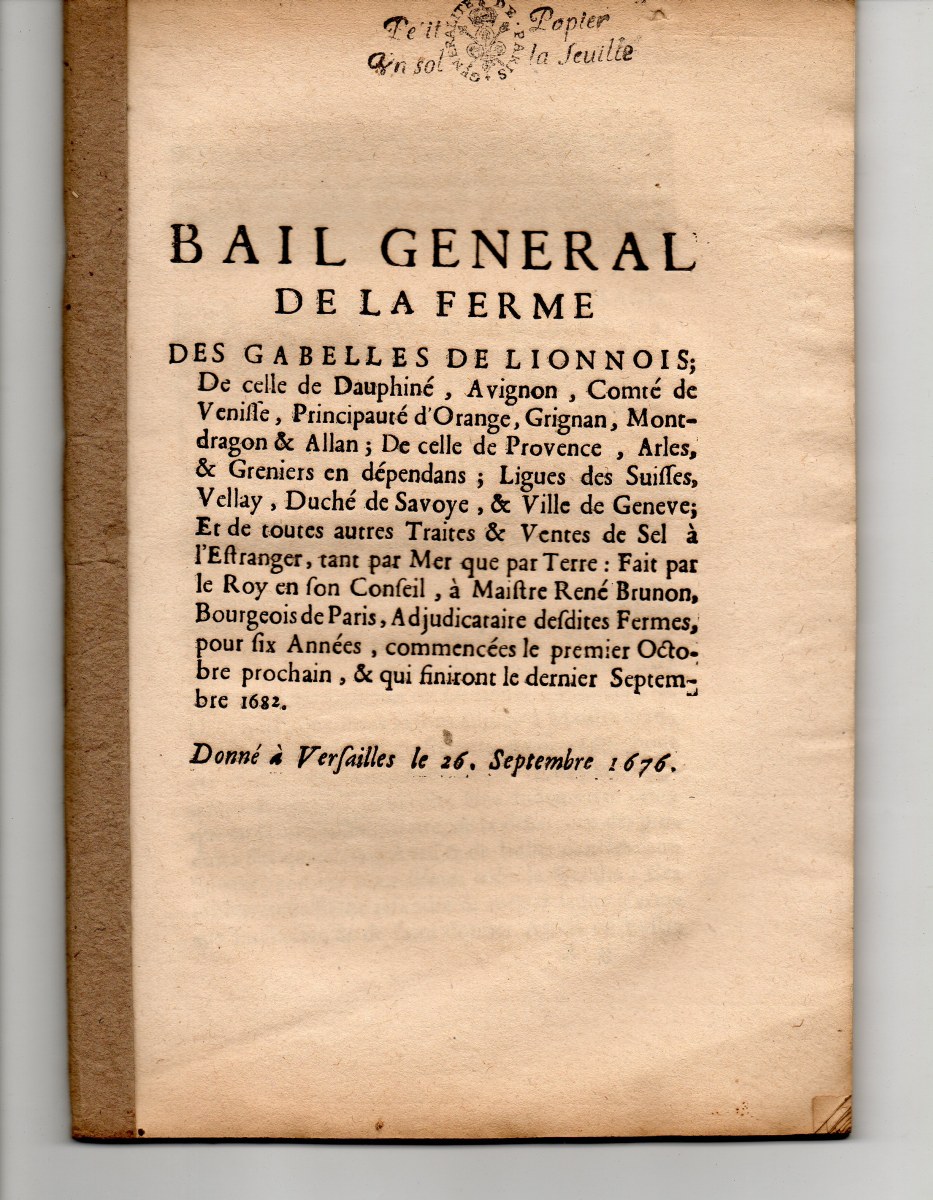 Petit Papier
Un sol la feuille
GENERALITE DE PARIS
BAIL GENERAL
DE LA FERME
DES GABELLES DE LIONNOIS;
De celle de Dauphiné , Avignon , Comté de
Veniſſe , Principauté d'Orange, Grignan, Mont-
dragon & Allan ; De celle de Provence , Arles,
& Greniers en dépendans ; Ligues des Suiſſes,
Vellay , Duché de Savoye , & Ville de Geneve;
Et de toutes autres Traites & Ventes de Sel à
l'Eſtranger, tant par Mer que par Terre : Fait par
le Roy en ſon Conſeil , à Maiſtre René Brunon,
Bourgeois de Paris, Adjudicataire deſdites Fermes,
pour ſix Années , commencées le premier Octo-
bre prochain , & qui finiront le dernier Septem-
bre 1682.
Donné à Verſailles le 26. Septembre 1676.